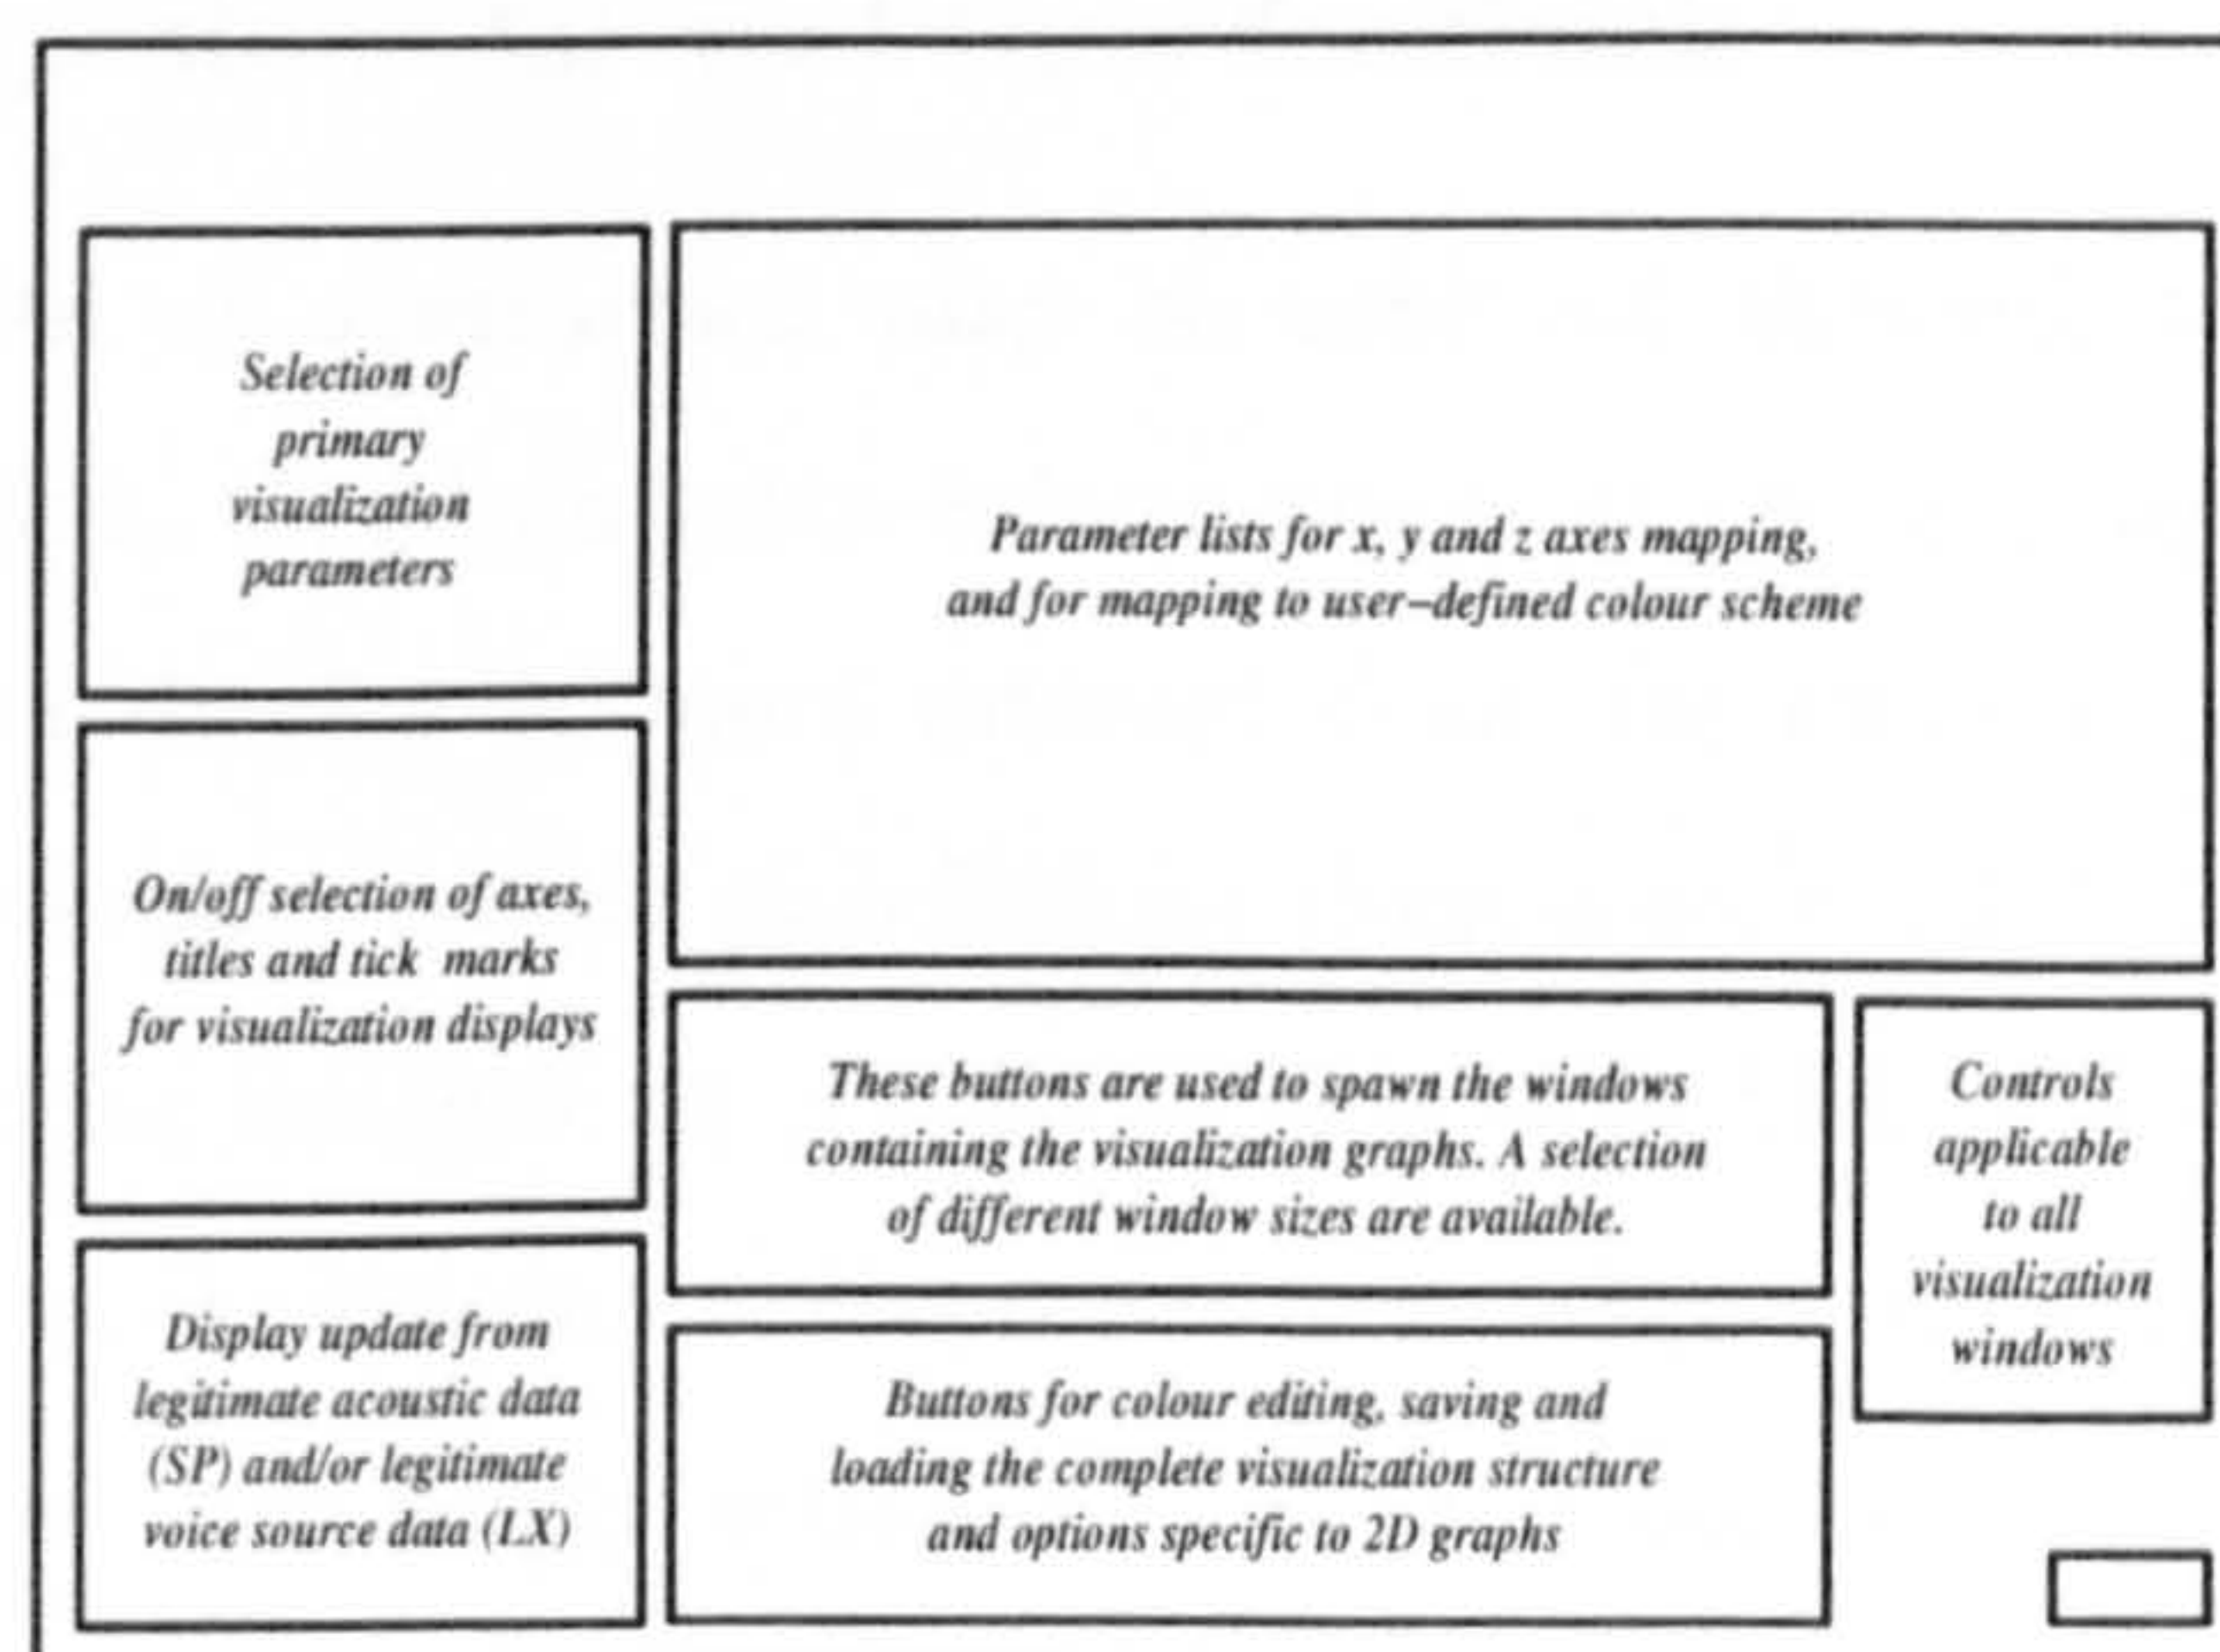 Selection of
primary
visualization
parameters
Parameter lists for x, y and z axes mapping,
and for mapping to user–defined colour scheme
On/off selection of axes,
titles and tick marks
for visualization displays
These buttons are used to spawn the windows
containing the visualization graphs. A selection
of different window sizes are available.
Controls
applicable
to all
visualization
windows
Display update from
legitimate acoustic data
(SP) and/or legitimate
voice source data (LX)
Buttons for colour editing, saving and
loading the complete visualization structure
and options specific to 2D graphs